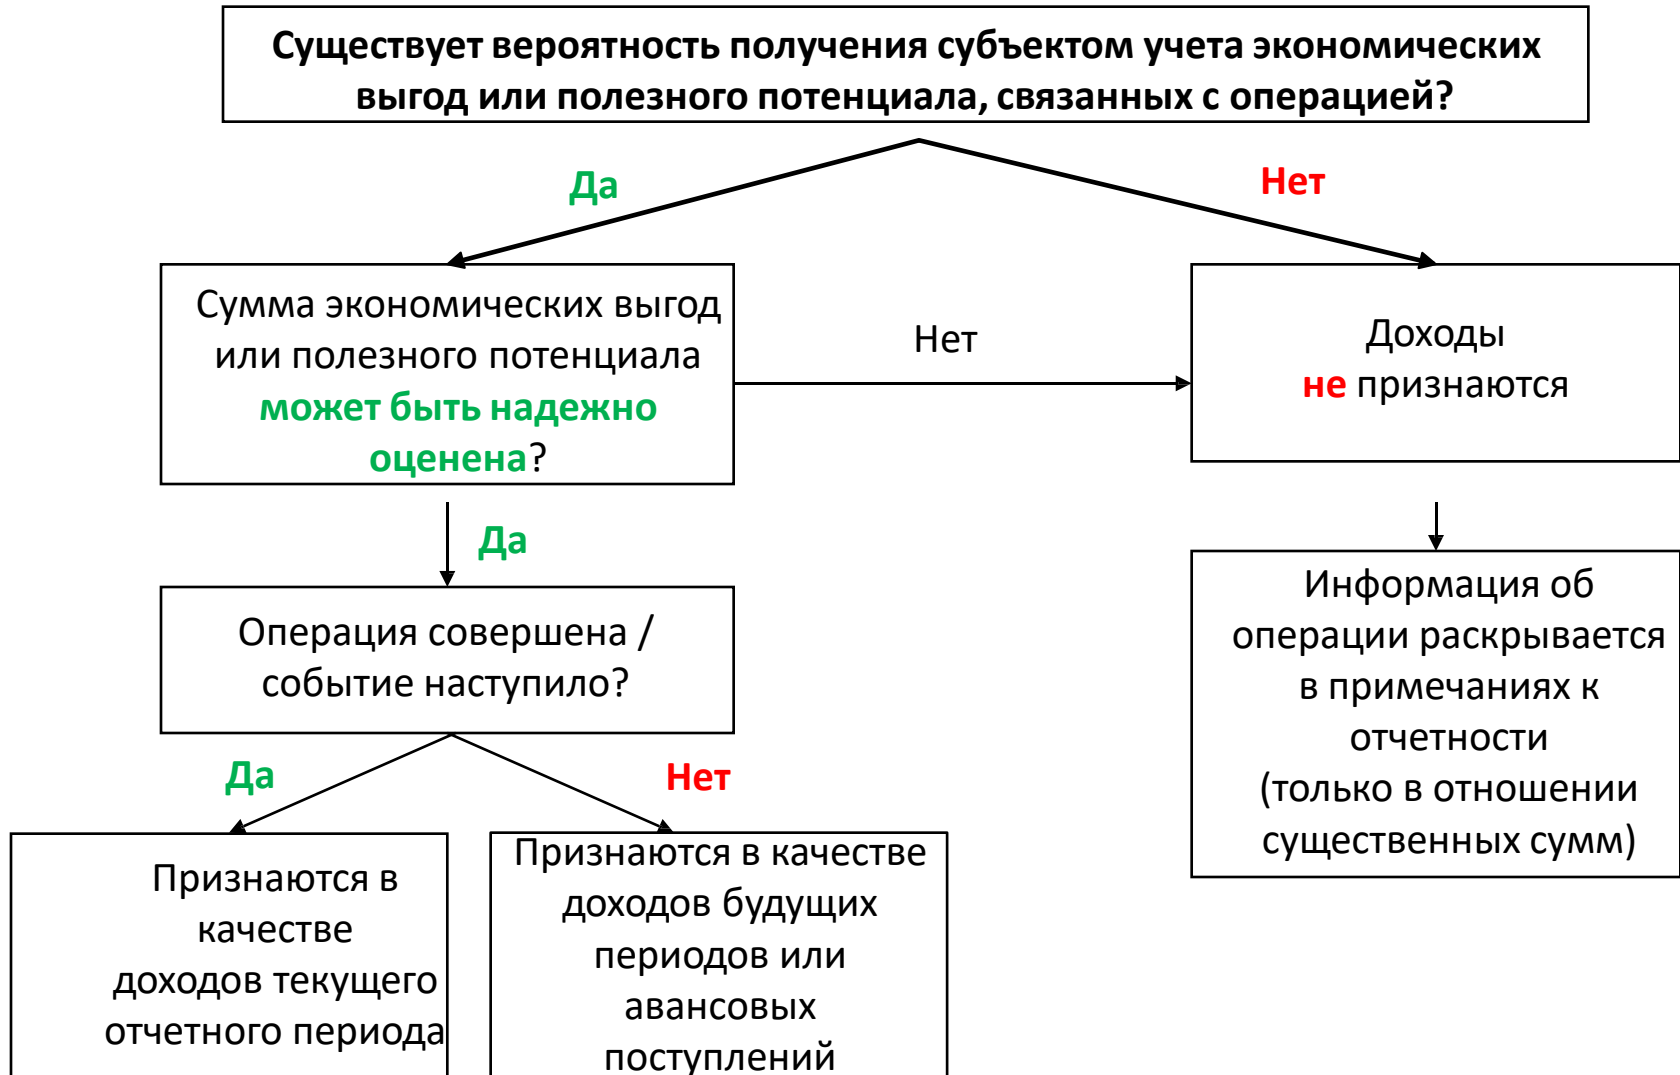 Существует вероятность получения субъектом учета экономических
выгод или полезного потенциала, связанных с операцией?
Да
Нет
Сумма экономических выгод
или полезного потенциала
может быть надежно
оценена?
Нет
Доходы
не признаются
Да
Операция совершена /
событие наступило?
Информация об
операции раскрывается
в примечаниях к
отчетности
(только в отношении
существенных сумм)
Да
Нет
Признаются в
качестве
доходов текущего
отчетного периода
Признаются в качестве
доходов будущих
периодов или
авансовых
поступлений